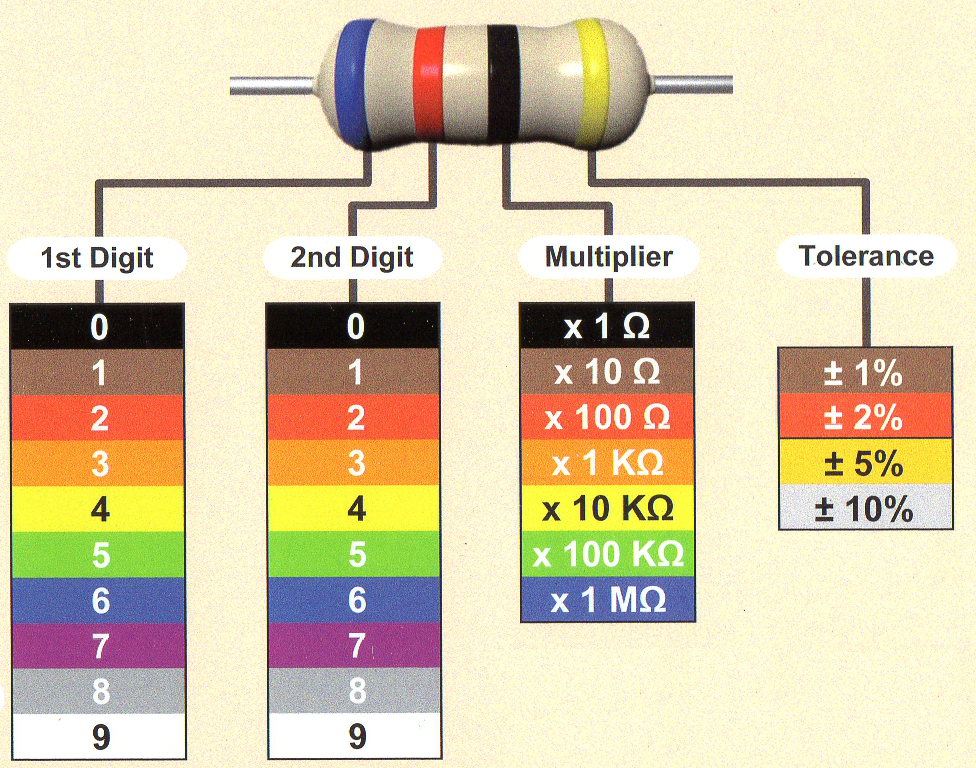 1st Digit
2nd Digit
Multiplier
Tolerance
0
1
2
3
4
5
6
7
8
9
0
1
2
3
4
5
6
7
8
9
x 1 Ω
x 10 Ω
x 100 Ω
x 1 KΩ
x 10 KΩ
x 100 KΩ
x 1 MΩ
± 1%
± 2%
± 5%
± 10%